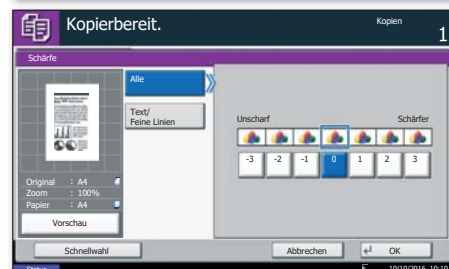 Kopierbereit.
Kopien
1
Schärfe
Alle
Text/
Feine Linien
Unscharf
Schärfer
-3 -2 -1 0 1 2 3
Original : A4
Zoom : 100%
Papier : A4
Vorschau
Schnellwahl
Abbrechen
OK
Status
10/10/2016 10:10